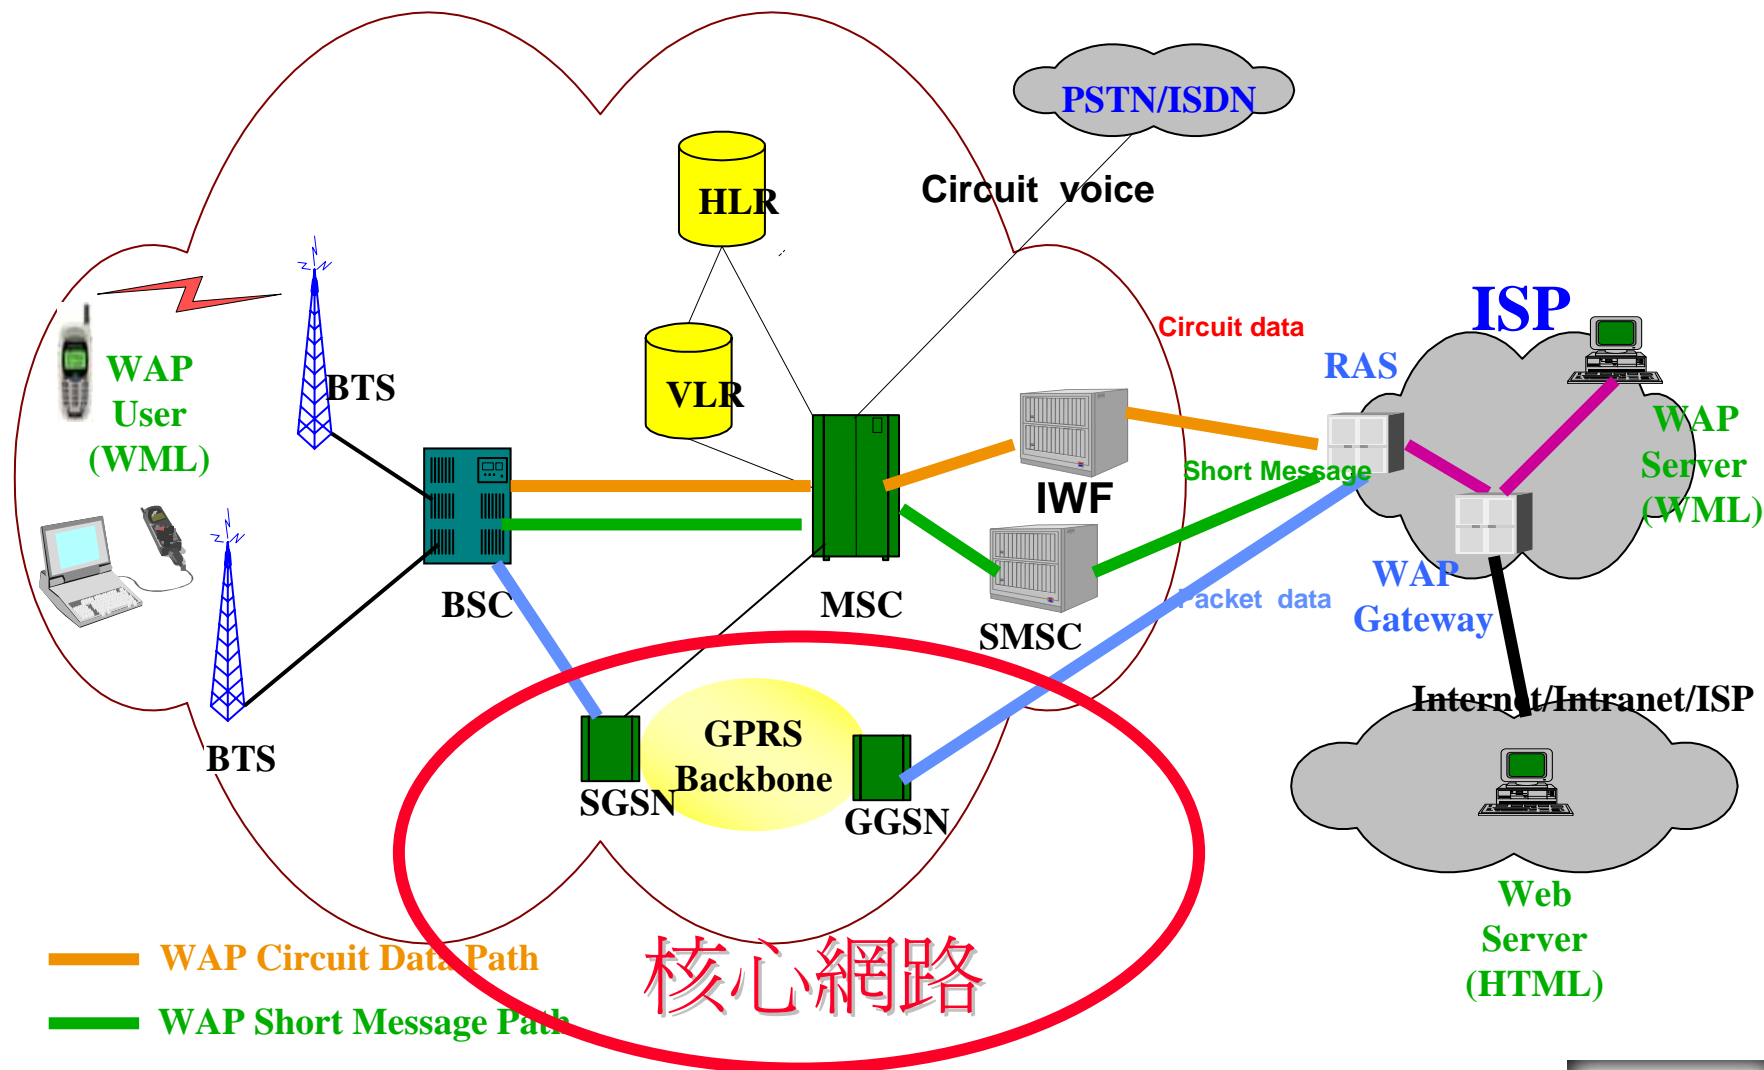 PSTN/ISDN
Circuit voice
HLR
ISP
Circuit data
RAS
WAP
User
(WML)
BTS
VLR
WAP
Server
(WML)
Short Message
IWF
BSC
MSC
SMSC
Packet data
WAP
Gateway
Internet/Intranet/ISP
BTS
GPRS
Backbone
SGSN
GGSN
Web
Server
(HTML)
WAP Circuit Data Path
核心網路
WAP Short Message Path